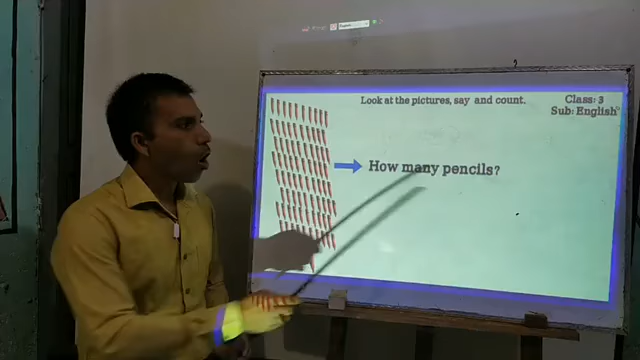 Look at the pictures, say and count.
Class: 3
Sub: English
How many pencils?